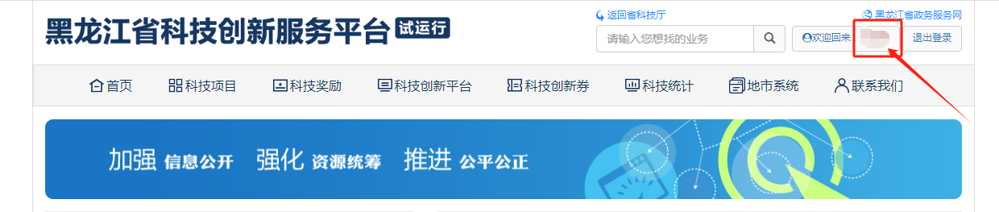 黑龙江省科技创新服务平台 试运行
返回省科技厅 黑龙江省政务服务网
请输入您想找的业务 欢迎回来 退出登录
首页 科技项目 科技奖励 科技创新平台 科技创新券 科技统计 地市系统 联系我们
加强 信息公开 强化 资源统筹 推进 公平公正